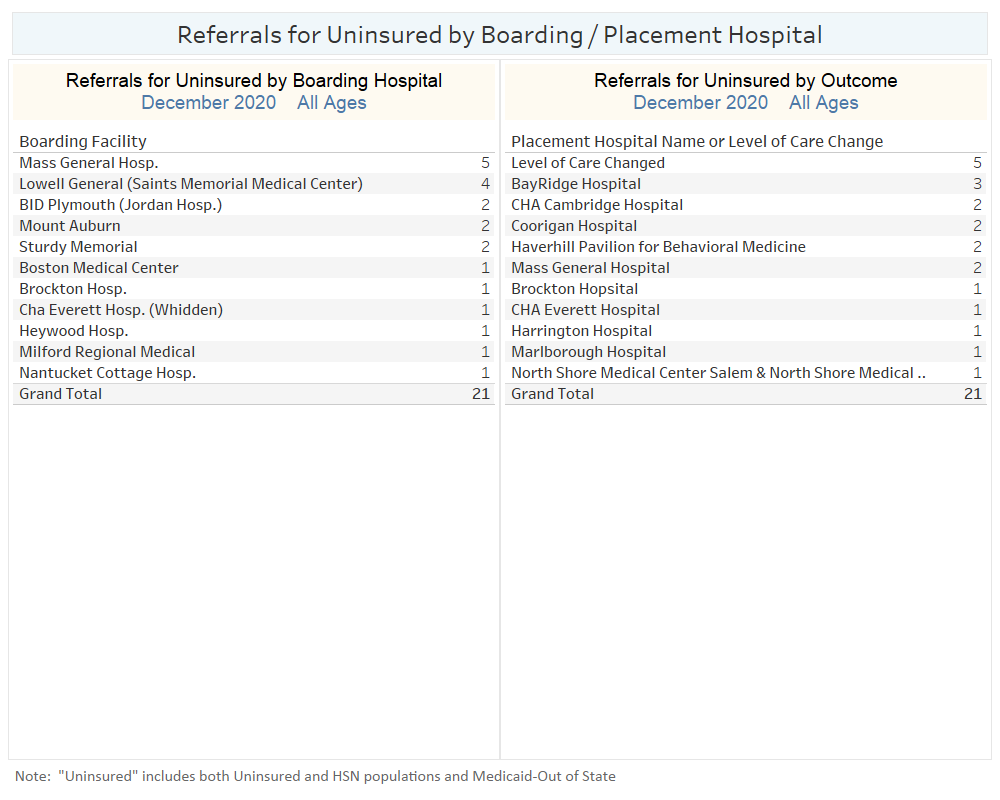 Referrals for Uninsured by Boarding / Placement Hospital
Referrals for Uninsured by Boarding Hospital
December 2020 All Ages
Boarding Facility
Mass General Hosp. 5
Lowell General (Saints Memorial Medical Center) 4
BID Plymouth (Jordan Hosp.) 2
Mount Auburn 2
Sturdy Memorial 2
Boston Medical Center 1
Brockton Hosp. 1
Cha Everett Hosp. (Whidden) 1
Heywood Hosp. 1
Milford Regional Medical 1
Nantucket Cottage Hosp. 1
Grand Total 21
Referrals for Uninsured by Outcome
December 2020 All Ages
Placement Hospital Name or Level of Care Change
Level of Care Changed 5
BayRidge Hospital 3
CHA Cambridge Hospital 2
Coorigan Hospital 2
Haverhill Pavilion for Behavioral Medicine 2
Mass General Hospital 2
Brockton Hopsital 1
CHA Everett Hospital 1
Harrington Hospital 1
Marlborough Hospital 1
North Shore Medical Center Salem & North Shore Medical .. 1
Grand Total 21
Note: "Uninsured" includes both Uninsured and HSN populations and Medicaid-Out of State